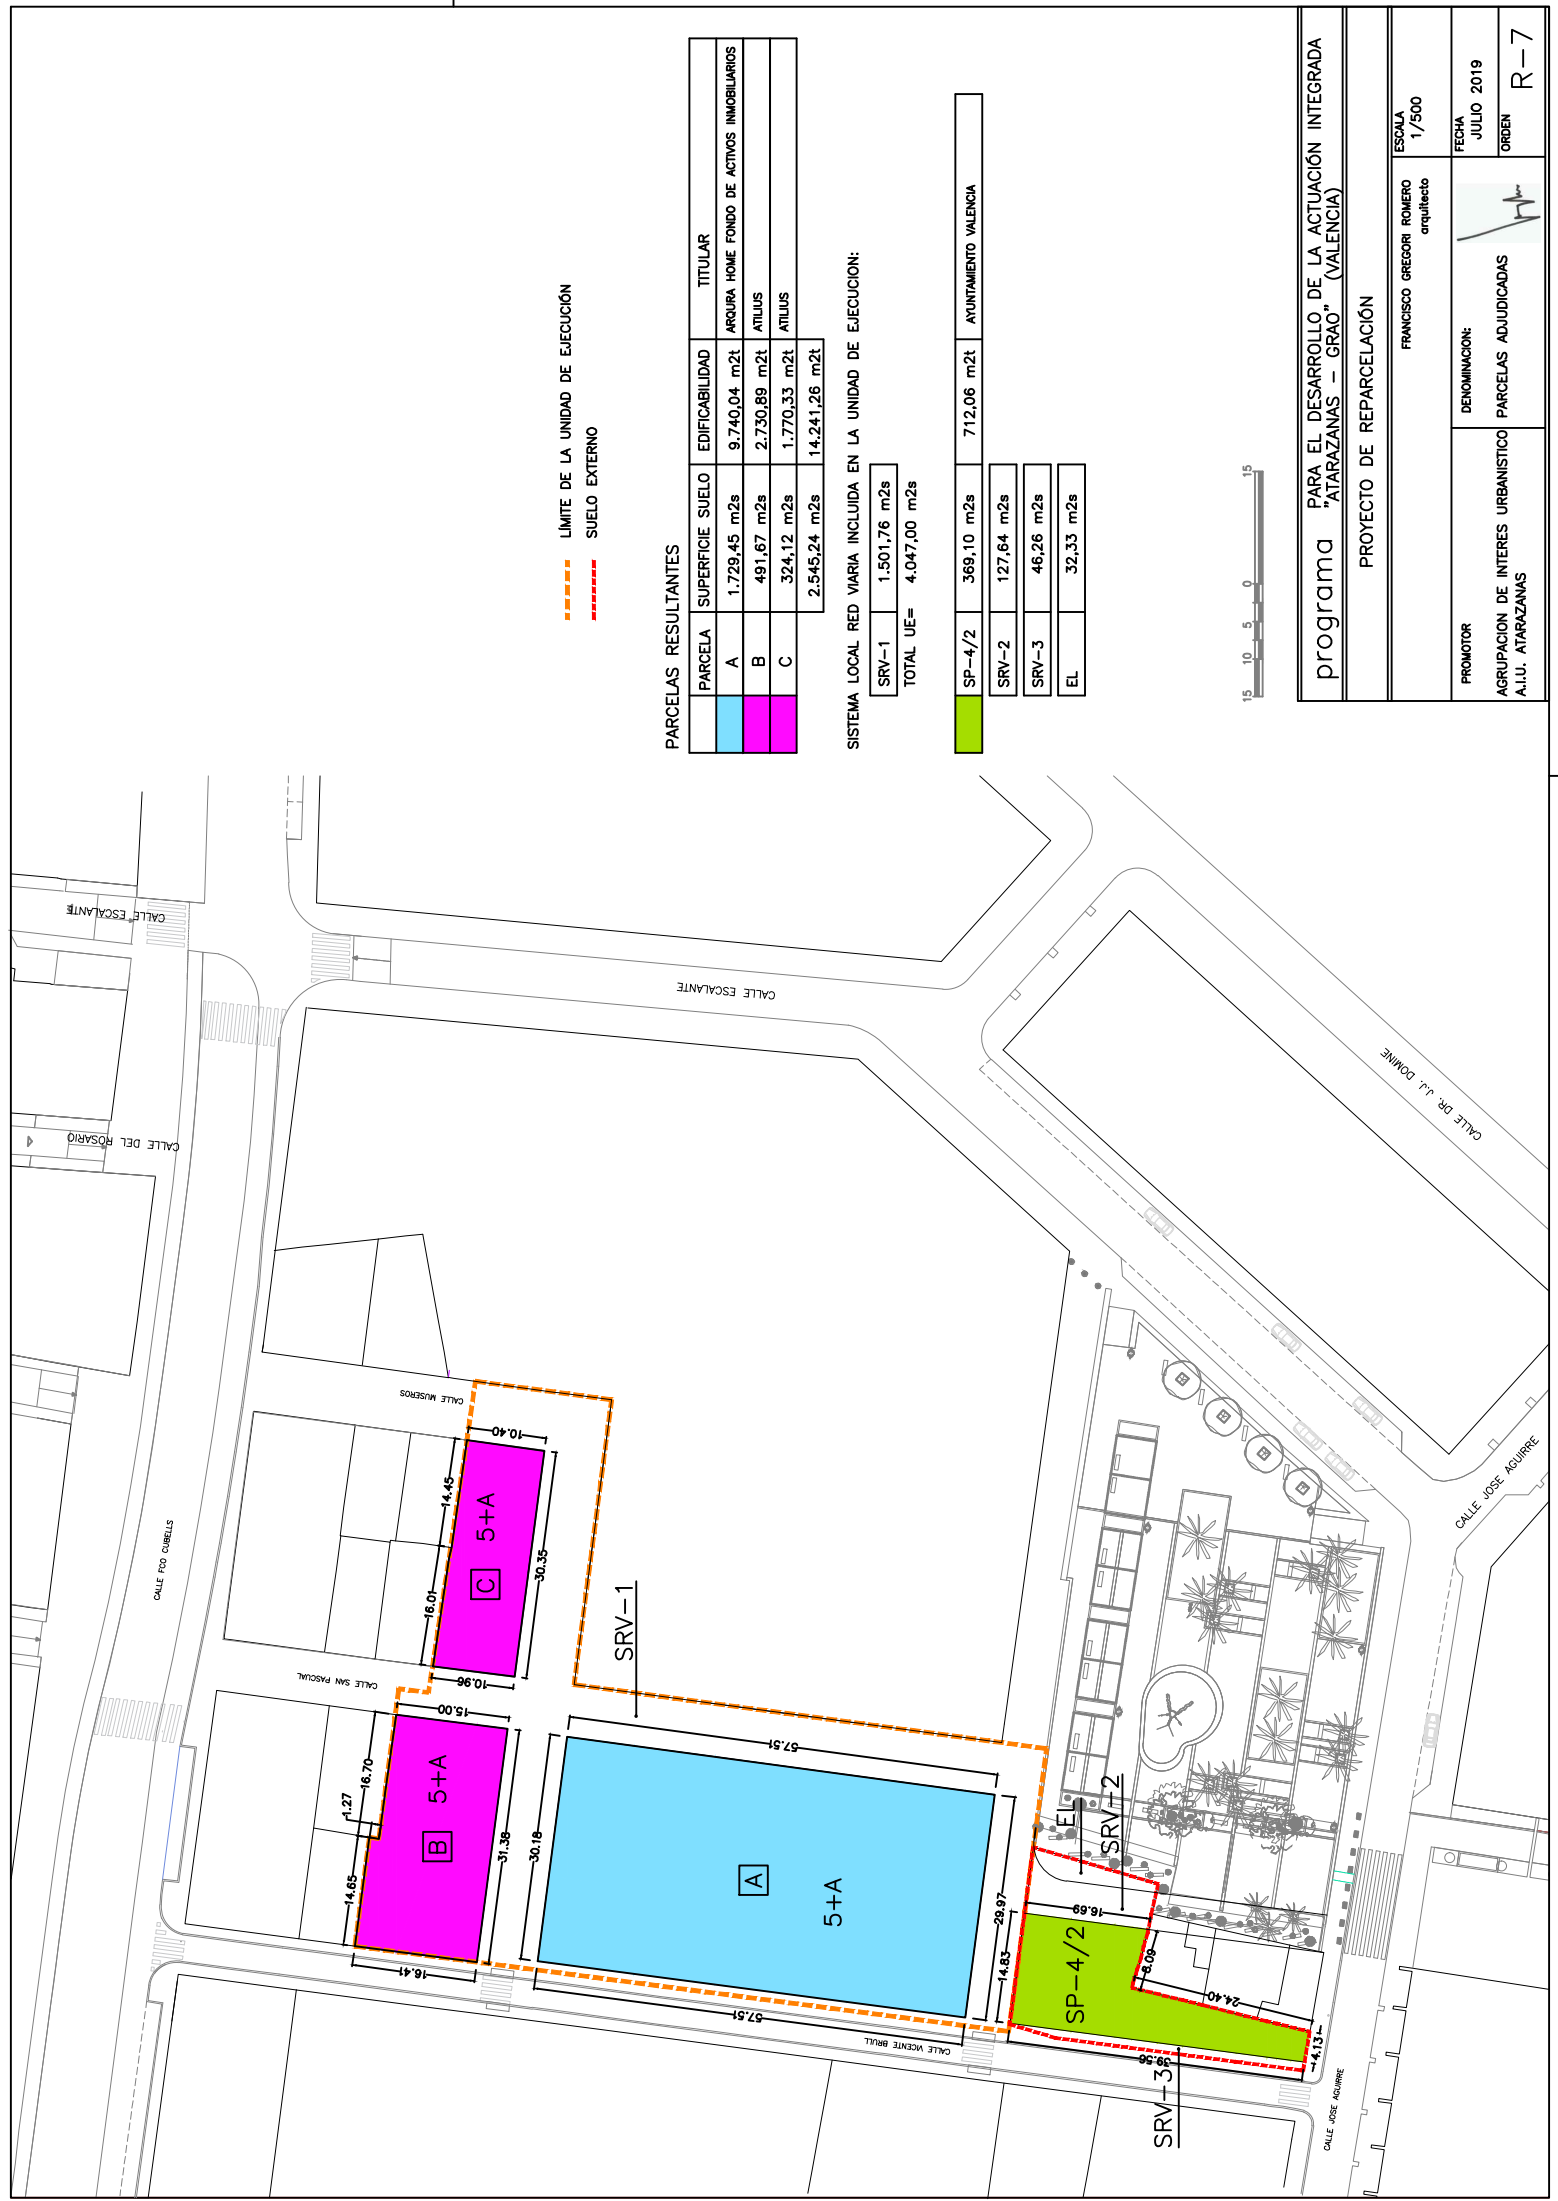 LÍMITE DE LA UNIDAD DE EJECUCIÓN
SUELO EXTERNO
PARCELAS RESULTANTES
PARCELA SUPERFICIE SUELO EDIFICABILIDAD TITULAR
A 1.729,45 m2s 9.740,04 m2t ARQURA HOME FONDO DE ACTIVOS INMOBILIARIOS
B 491,67 m2s 2.730,89 m2t ATILIUS
C 324,12 m2s 1.770,33 m2t ATILIUS
2.545,24 m2s 14.241,26 m2t
SISTEMA LOCAL RED VIARIA INCLUIDA EN LA UNIDAD DE EJECUCION:
SRV-1 1.501,76 m2s
TOTAL UE= 4.047,00 m2s
SP-4/2 369,10 m2s 712,06 m2t AYUNTAMIENTO VALENCIA
SRV-2 127,64 m2s
SRV-3 46,26 m2s
EL 32,33 m2s
15 10 5 0 15
programa PARA EL DESARROLLO DE LA ACTUACIÓN INTEGRADA
"ATARAZANAS - GRAO" (VALENCIA)
PROYECTO DE REPARCELACIÓN
FRANCISCO GREGORI ROMERO
arquitecto
ESCALA
1/500
PROMOTOR
AGRUPACION DE INTERES URBANISTICO
A.I.U. ATARAZANAS
DENOMINACION:
PARCELAS ADJUDICADAS
FECHA
JULIO 2019
ORDEN
R-7
CALLE ESCALANTE
CALLE ESCALANTE
CALLE DEL ROSARIO
CALLE DR. J.J. DOMINE
CALLE MUSEROS
CALLE FCO CUBELLS
CALLE SAN PASCUAL
CALLE JOSE AGUIRRE
CALLE VICENTE BRULL
CALLE JOSE AGUIRRE
10.40
14.45
C 5+A
16.01
30.35
10.96
SRV-1
15.00
16.70
1.27
B 5+A
14.65
31.38
16.41
57.51
30.18
A
5+A
29.97
57.51
EL
SRV-2
16.69
14.83
SP-4/2
8.09
24.40
39.56
4.13
SRV-3